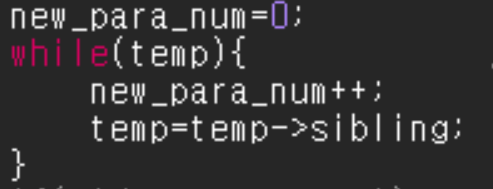 new_para_num=0;
while(temp){
    new_para_num++;
    temp=temp->sibling;
}